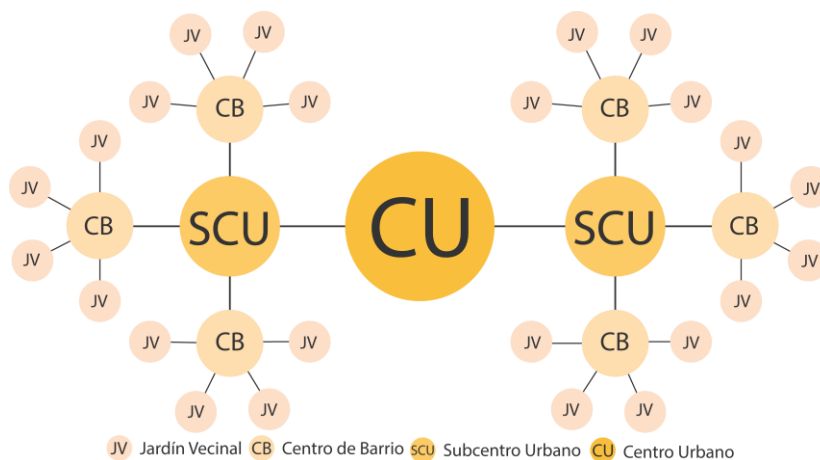 JV JV JV JV
JV CB JV JV CB JV
JV JV
JV JV
CB SCU CU SCU CB
JV JV
JV JV
JV CB JV JV CB JV
JV JV JV JV
JV Jardín Vecinal CB Centro de Barrio SCU Subcentro Urbano CU Centro Urbano